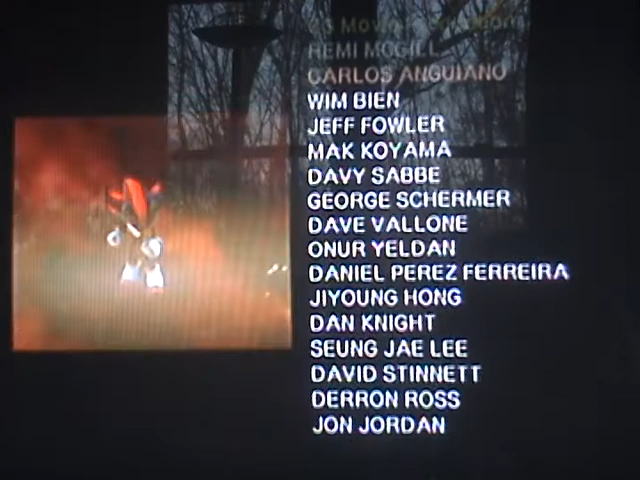 REMI MCGILL
CARLOS ANGUIANO
WIM BIEN
JEFF FOWLER
MAK KOYAMA
DAVY SABBE
GEORGE SCHERMER
DAVE VALLONE
ONUR YELDAN
DANIEL PEREZ FERREIRA
JIYOUNG HONG
DAN KNIGHT
SEUNG JAE LEE
DAVID STINNETT
DERRON ROSS
JON JORDAN